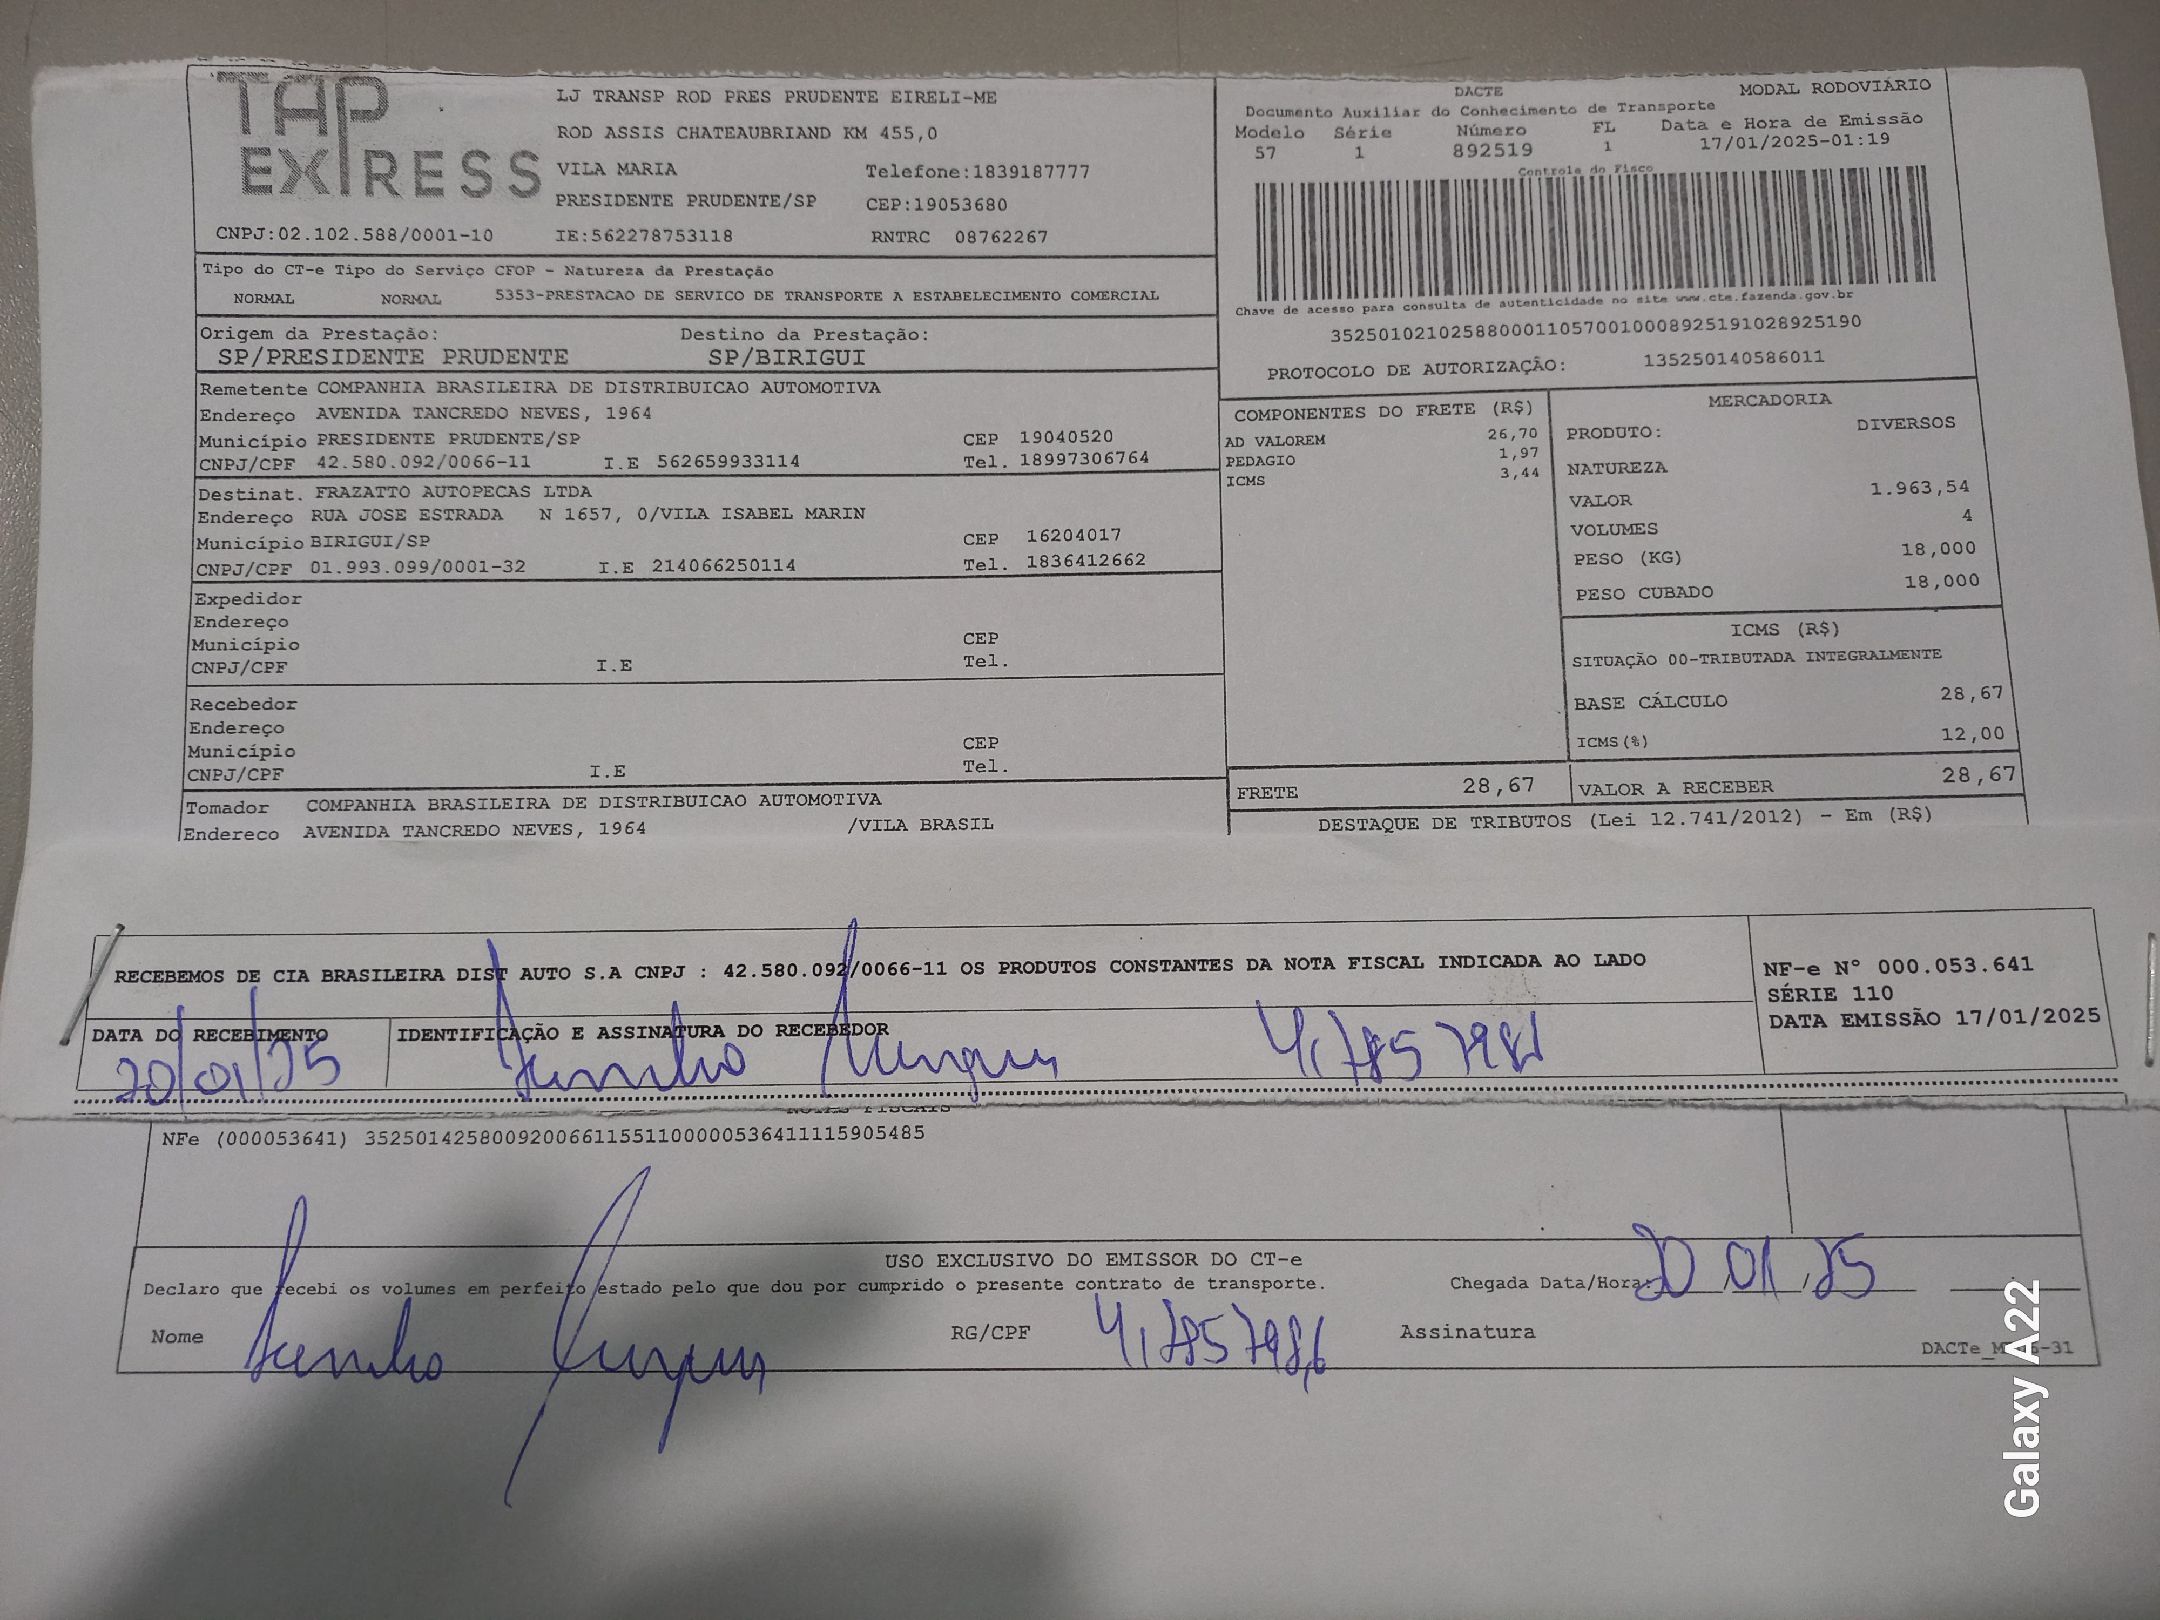 TAP EXPRESS
LJ TRANSP ROD PRES PRUDENTE EIRELI-ME
ROD ASSIS CHATEAUBRIAND KM 455,0
VILA MARIA Telefone:1839187777
PRESIDENTE PRUDENTE/SP CEP:19053680
CNPJ:02.102.588/0001-10 IE:562278753118 RNTRC 08762267
DACTE MODAL RODOVIÁRIO
Documento Auxiliar do Conhecimento de Transporte
Modelo Série Número FL Data e Hora de Emissão
57 1 892519 1 17/01/2025-01:19
Controle do Fisco
Chave de acesso para consulta de autenticidade no site www.cte.fazenda.gov.br
35250102102588000110570010008925191028925190
PROTOCOLO DE AUTORIZAÇÃO: 135250140586011
Tipo do CT-e Tipo do Serviço CFOP - Natureza da Prestação
NORMAL NORMAL 5353-PRESTACAO DE SERVICO DE TRANSPORTE A ESTABELECIMENTO COMERCIAL
Origem da Prestação: Destino da Prestação:
SP/PRESIDENTE PRUDENTE SP/BIRIGUI
Remetente COMPANHIA BRASILEIRA DE DISTRIBUICAO AUTOMOTIVA
Endereço AVENIDA TANCREDO NEVES, 1964
Município PRESIDENTE PRUDENTE/SP CEP 19040520
CNPJ/CPF 42.580.092/0066-11 I.E 562659933114 Tel. 18997306764
Destinat. FRAZATTO AUTOPECAS LTDA
Endereço RUA JOSE ESTRADA N 1657, 0/VILA ISABEL MARIN
Município BIRIGUI/SP CEP 16204017
CNPJ/CPF 01.993.099/0001-32 I.E 214066250114 Tel. 1836412662
Expedidor
Endereço
Município CEP
CNPJ/CPF I.E Tel.
Recebedor
Endereço
Município CEP
CNPJ/CPF I.E Tel.
Tomador COMPANHIA BRASILEIRA DE DISTRIBUICAO AUTOMOTIVA
Endereco AVENIDA TANCREDO NEVES, 1964 /VILA BRASIL
COMPONENTES DO FRETE (R$)
AD VALOREM 26,70
PEDAGIO 1,97
ICMS 3,44
MERCADORIA
PRODUTO: DIVERSOS
NATUREZA
VALOR 1.963,54
VOLUMES 4
PESO (KG) 18,000
PESO CUBADO 18,000
ICMS (R$)
SITUAÇÃO 00-TRIBUTADA INTEGRALMENTE
BASE CÁLCULO 28,67
ICMS(%) 12,00
FRETE 28,67 VALOR A RECEBER 28,67
DESTAQUE DE TRIBUTOS (Lei 12.741/2012) - Em (R$)
RECEBEMOS DE CIA BRASILEIRA DIST AUTO S.A CNPJ : 42.580.092/0066-11 OS PRODUTOS CONSTANTES DA NOTA FISCAL INDICADA AO LADO
NF-e Nº 000.053.641
SÉRIE 110
DATA EMISSÃO 17/01/2025
DATA DO RECEBIMENTO IDENTIFICAÇÃO E ASSINATURA DO RECEBEDOR
20/01/25
NOTAS FISCAIS
NFe (000053641) 35250142580092006611551100000536411115905485
USO EXCLUSIVO DO EMISSOR DO CT-e
Declaro que recebi os volumes em perfeito estado pelo que dou por cumprido o presente contrato de transporte. Chegada Data/Hora: 20/01/25
Nome RG/CPF Assinatura
Galaxy A22